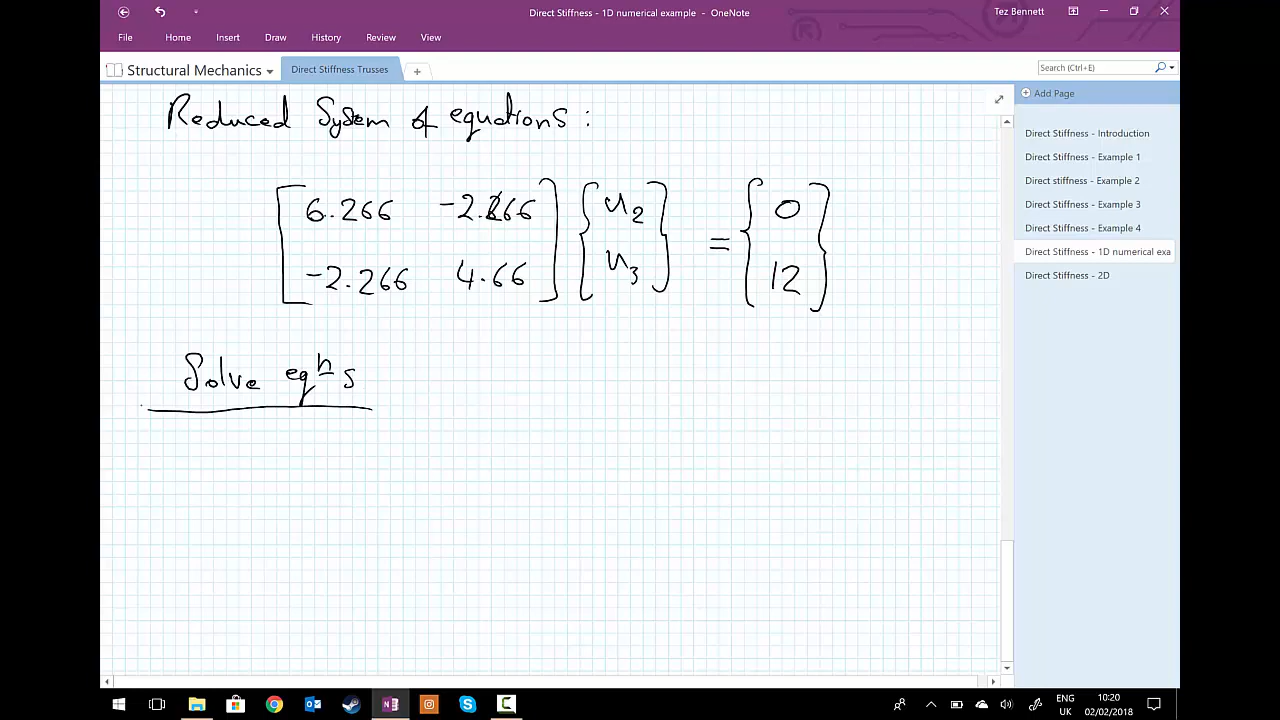 Direct Stiffness - 1D numerical example - OneNote
Tez Bennett
File Home Insert Draw History Review View
Structural Mechanics
Direct Stiffness Trusses
Search (Ctrl+E)
Add Page
Direct Stiffness - Introduction
Direct Stiffness - Example 1
Direct stiffness - Example 2
Direct Stiffness - Example 3
Direct Stiffness - Example 4
Direct Stiffness - 1D numerical exa
Direct Stiffness - 2D
Reduced System of equations :
6.266 -2.266 u2 0
=
-2.266 4.66 u3 12
Solve eqns
ENG 10:20
UK 02/02/2018